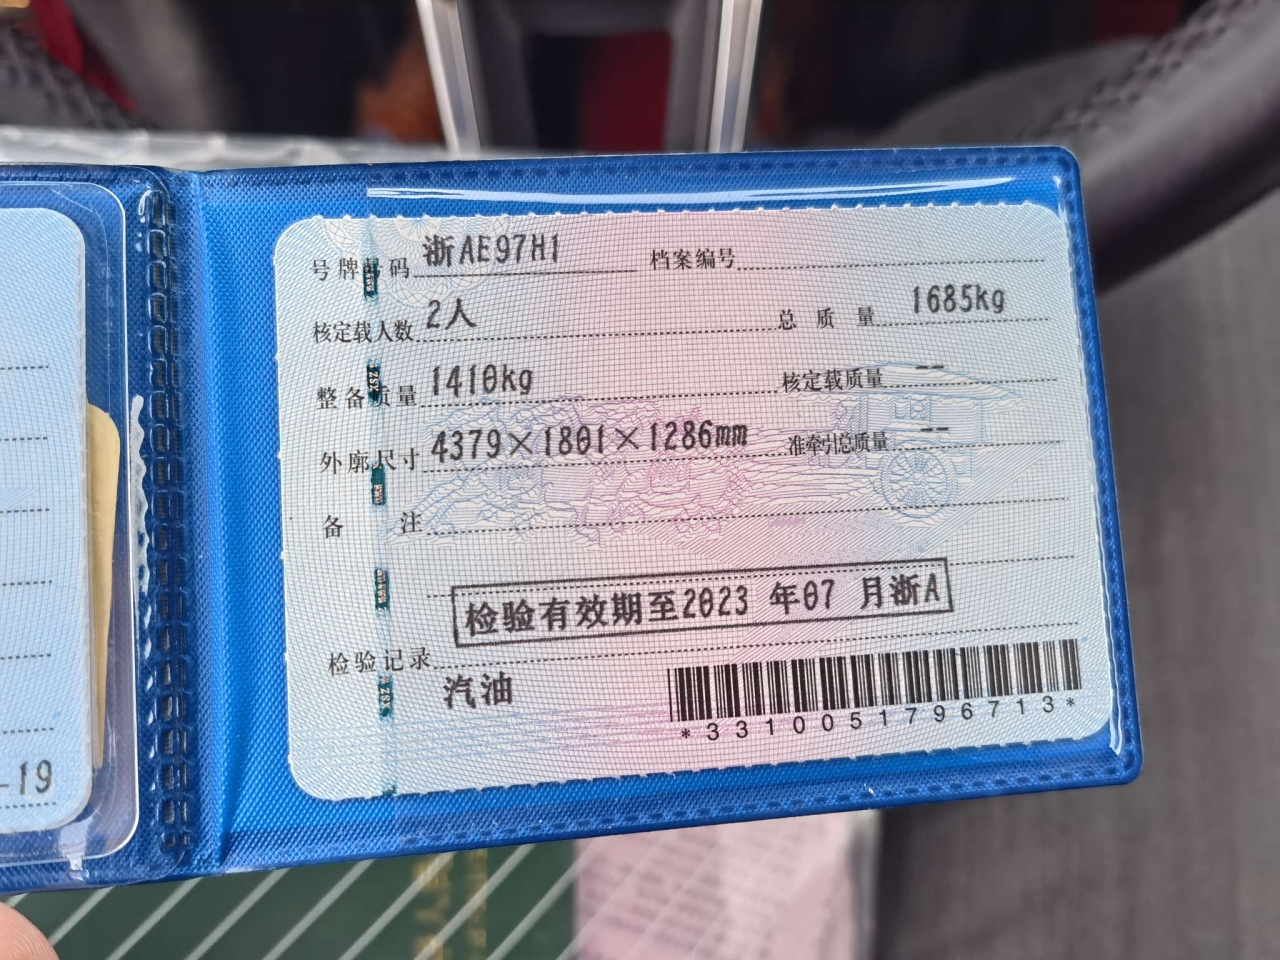 号牌号码 浙AE97H1 档案编号
核定载人数 2人 总质量 1685kg
整备质量 1410kg 核定载质量 --
外廓尺寸 4379×1801×1286mm 准牵引总质量 --
备注
检验有效期至2023 年07 月浙A
检验记录
汽油
*3310051796713*
-19